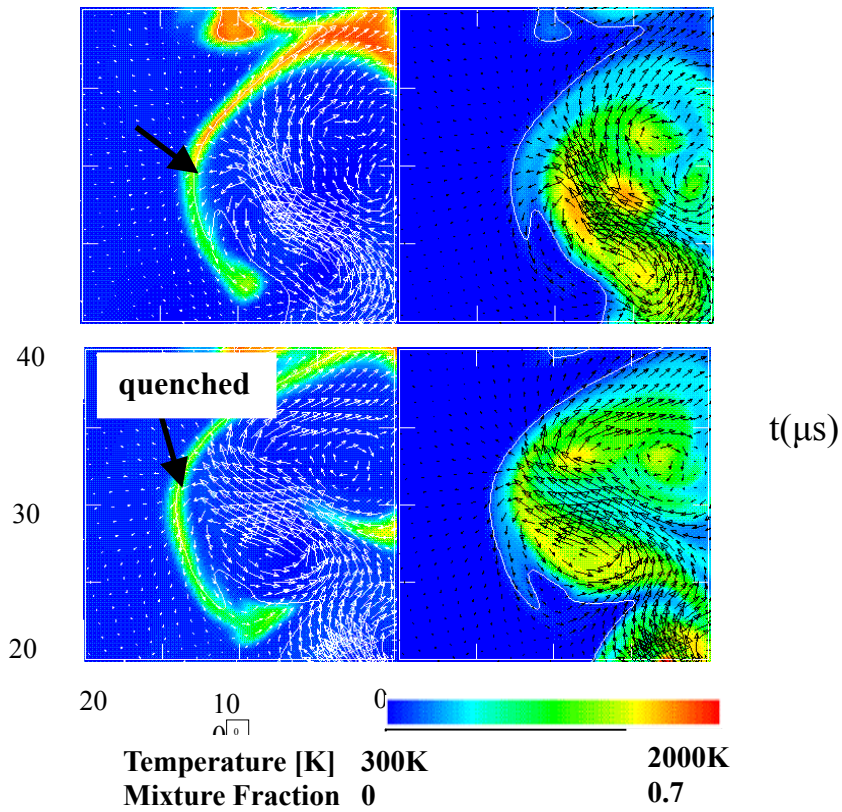 40
quenched
t(μs)
30
20
20 10 0
Temperature [K] 300K 2000K
Mixture Fraction 0 0.7